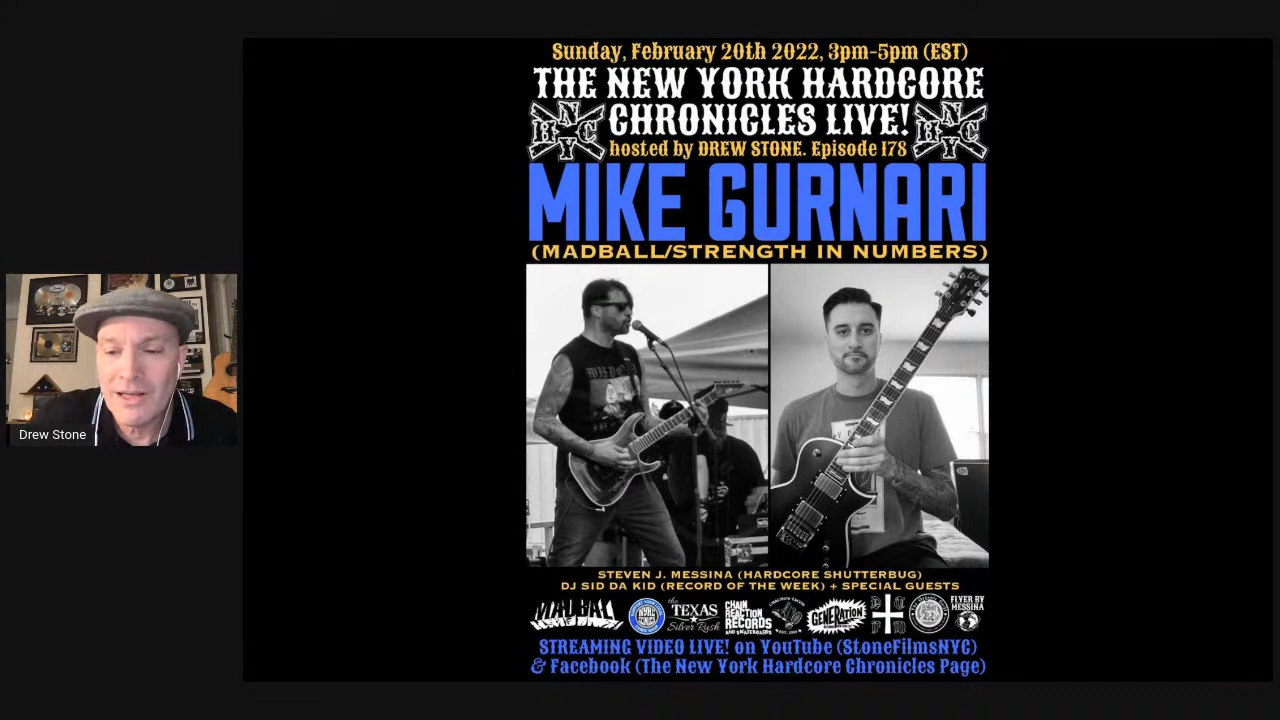 Sunday, February 20th 2022, 3pm-5pm (EST)
THE NEW YORK HARDCORE
CHRONICLES LIVE!
N
H C
Y
N
H C
Y
hosted by DREW STONE. Episode 178
MIKE GURNARI
(MADBALL/STRENGTH IN NUMBERS)
Drew Stone
STEVEN J. MESSINA (HARDCORE SHUTTERBUG)
DJ SID DA KID (RECORD OF THE WEEK) + SPECIAL GUESTS
MADBALL
the
TEXAS
Silver Rush
CHAIN
REACTION
RECORDS
AND SKATEBOARDS
GENERATION
FLYER BY
MESSINA
STREAMING VIDEO LIVE! on YouTube (StoneFilmsNYC)
& Facebook (The New York Hardcore Chronicles Page)